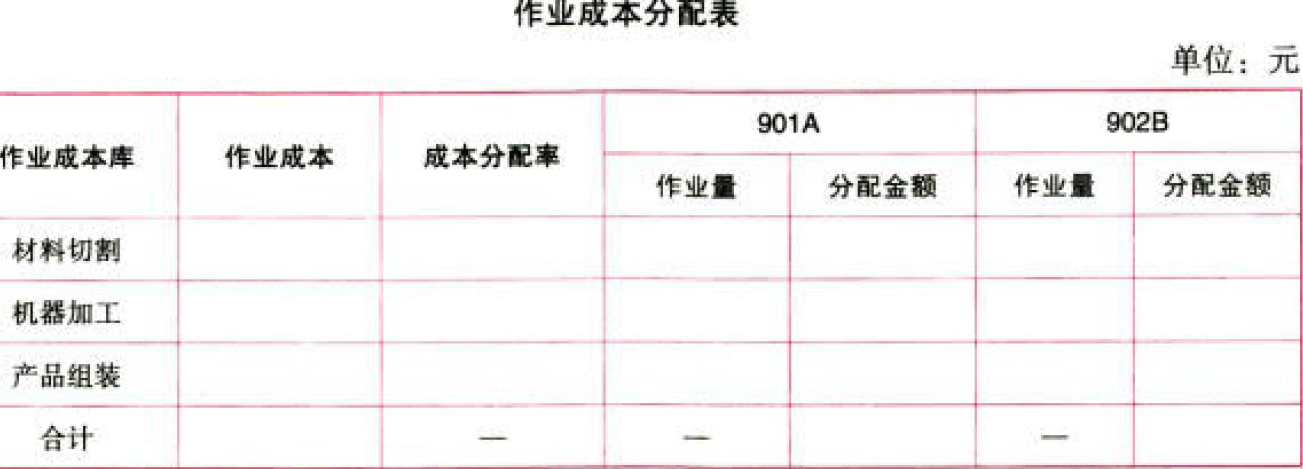 作业成本分配表
单位：元
作业成本库 作业成本 成本分配率 901A 902B
作业量 分配金额 作业量 分配金额
材料切割
机器加工
产品组装
合计 — — —